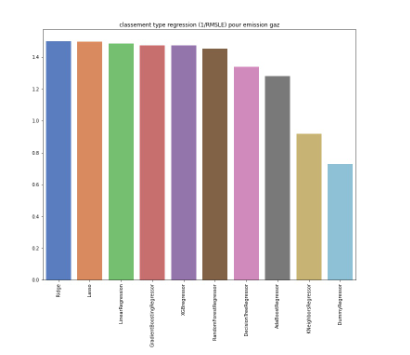 classement type regression (1/RMSLE) pour emission gaz
1.4
1.2
1.0
0.8
0.6
0.4
0.2
0.0
Ridge
Lasso
LinearRegression
GradientBoostingRegressor
XGBRegressor
RandomForestRegressor
DecisionTreeRegressor
AdaBoostRegressor
KNeighborsRegressor
DummyRegressor